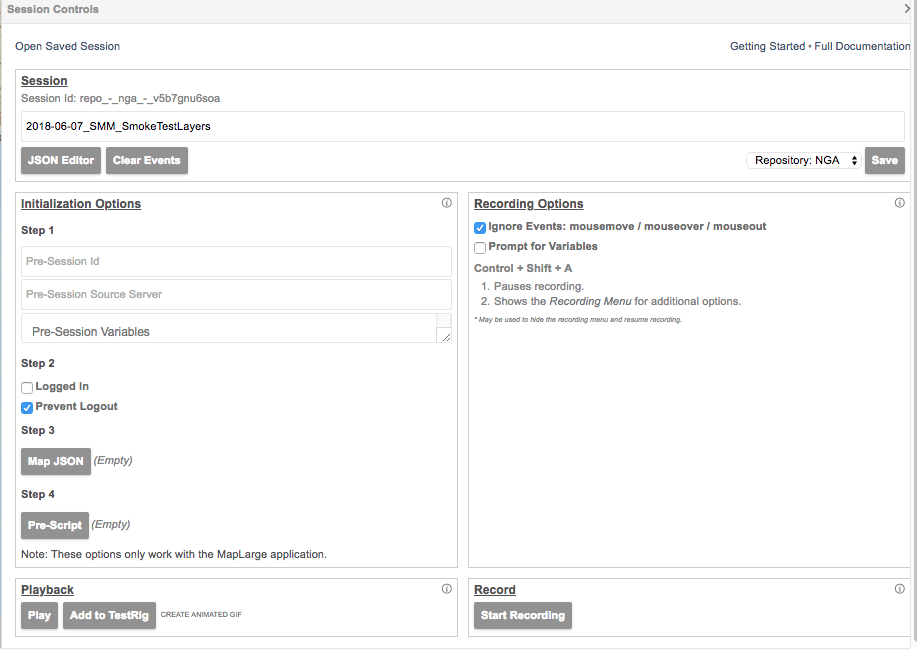 Session Controls
Open Saved Session
Getting Started • Full Documentation
Session
Session Id: repo_-_nga_-_v5b7gnu6soa
2018-06-07_SMM_SmokeTestLayers
JSON Editor
Clear Events
Repository: NGA
Save
Initialization Options
Step 1
Pre-Session Id
Pre-Session Source Server
Pre-Session Variables
Step 2
Logged In
Prevent Logout
Step 3
Map JSON (Empty)
Step 4
Pre-Script (Empty)
Note: These options only work with the MapLarge application.
Recording Options
Ignore Events: mousemove / mouseover / mouseout
Prompt for Variables
Control + Shift + A
1. Pauses recording.
2. Shows the Recording Menu for additional options.
* May be used to hide the recording menu and resume recording.
Playback
Play
Add to TestRig
CREATE ANIMATED GIF
Record
Start Recording